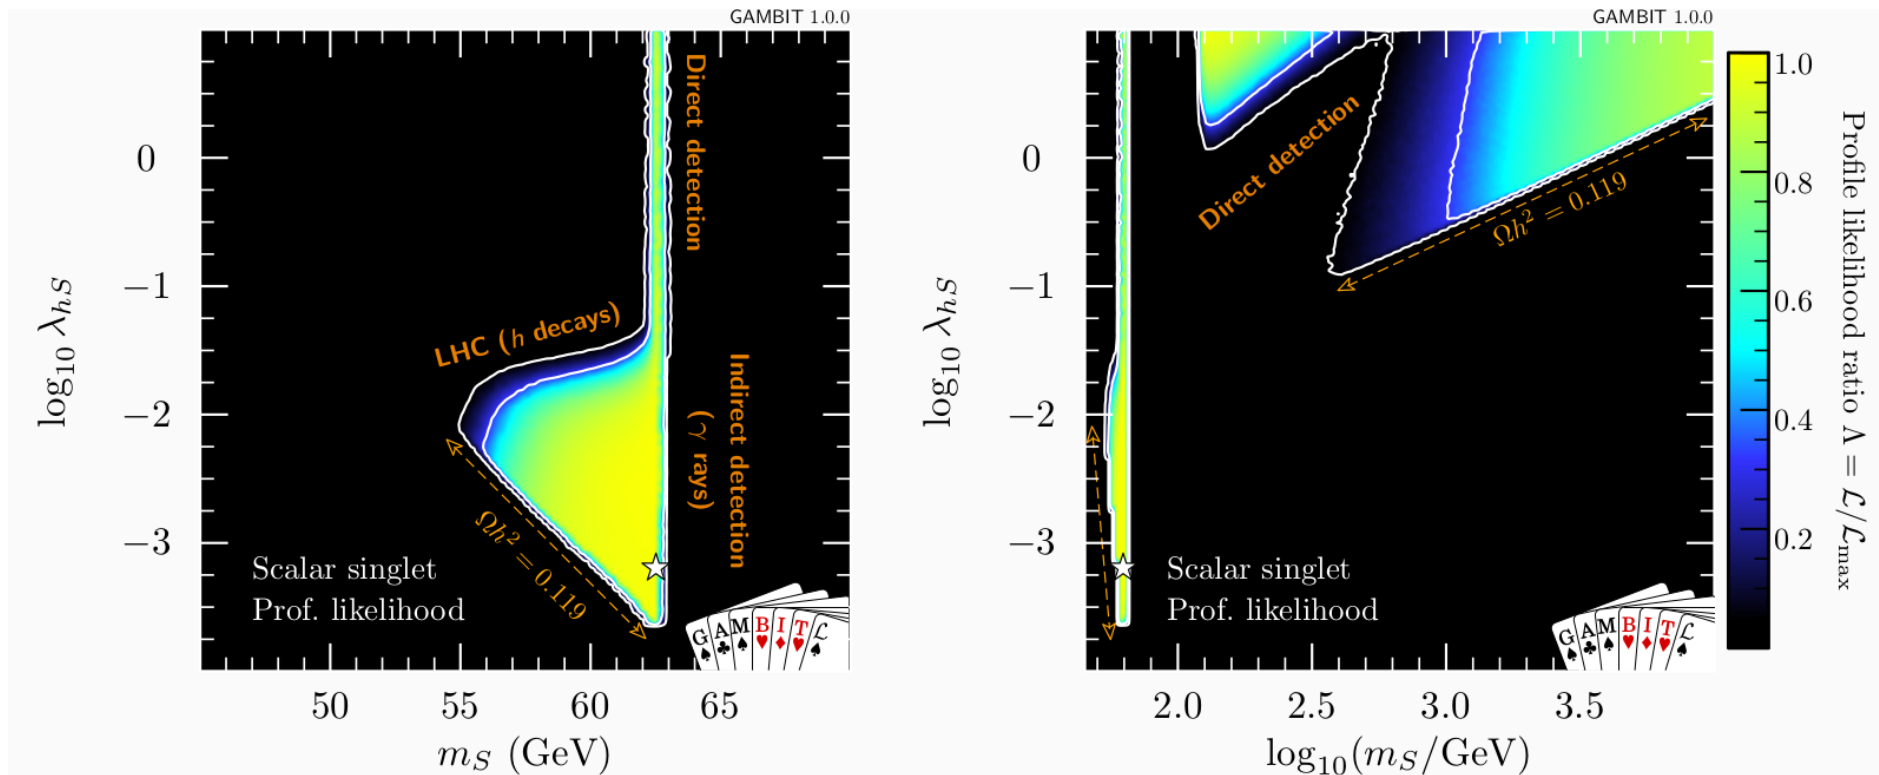 GAMBIT 1.0.0
Direct detection
LHC (h decays)
Indirect detection
(γ rays)
Ωh² = 0.119
Scalar singlet
Prof. likelihood
G A M B I T ℒ
0
−1
−2
−3
log₁₀ λhS
50 55 60 65
mS (GeV)
GAMBIT 1.0.0
Direct detection
Ωh² = 0.119
Scalar singlet
Prof. likelihood
G A M B I T ℒ
0
−1
−2
−3
log₁₀ λhS
2.0 2.5 3.0 3.5
log₁₀(mS/GeV)
1.0
0.8
0.6
0.4
0.2
Profile likelihood ratio Λ = ℒ/ℒmax